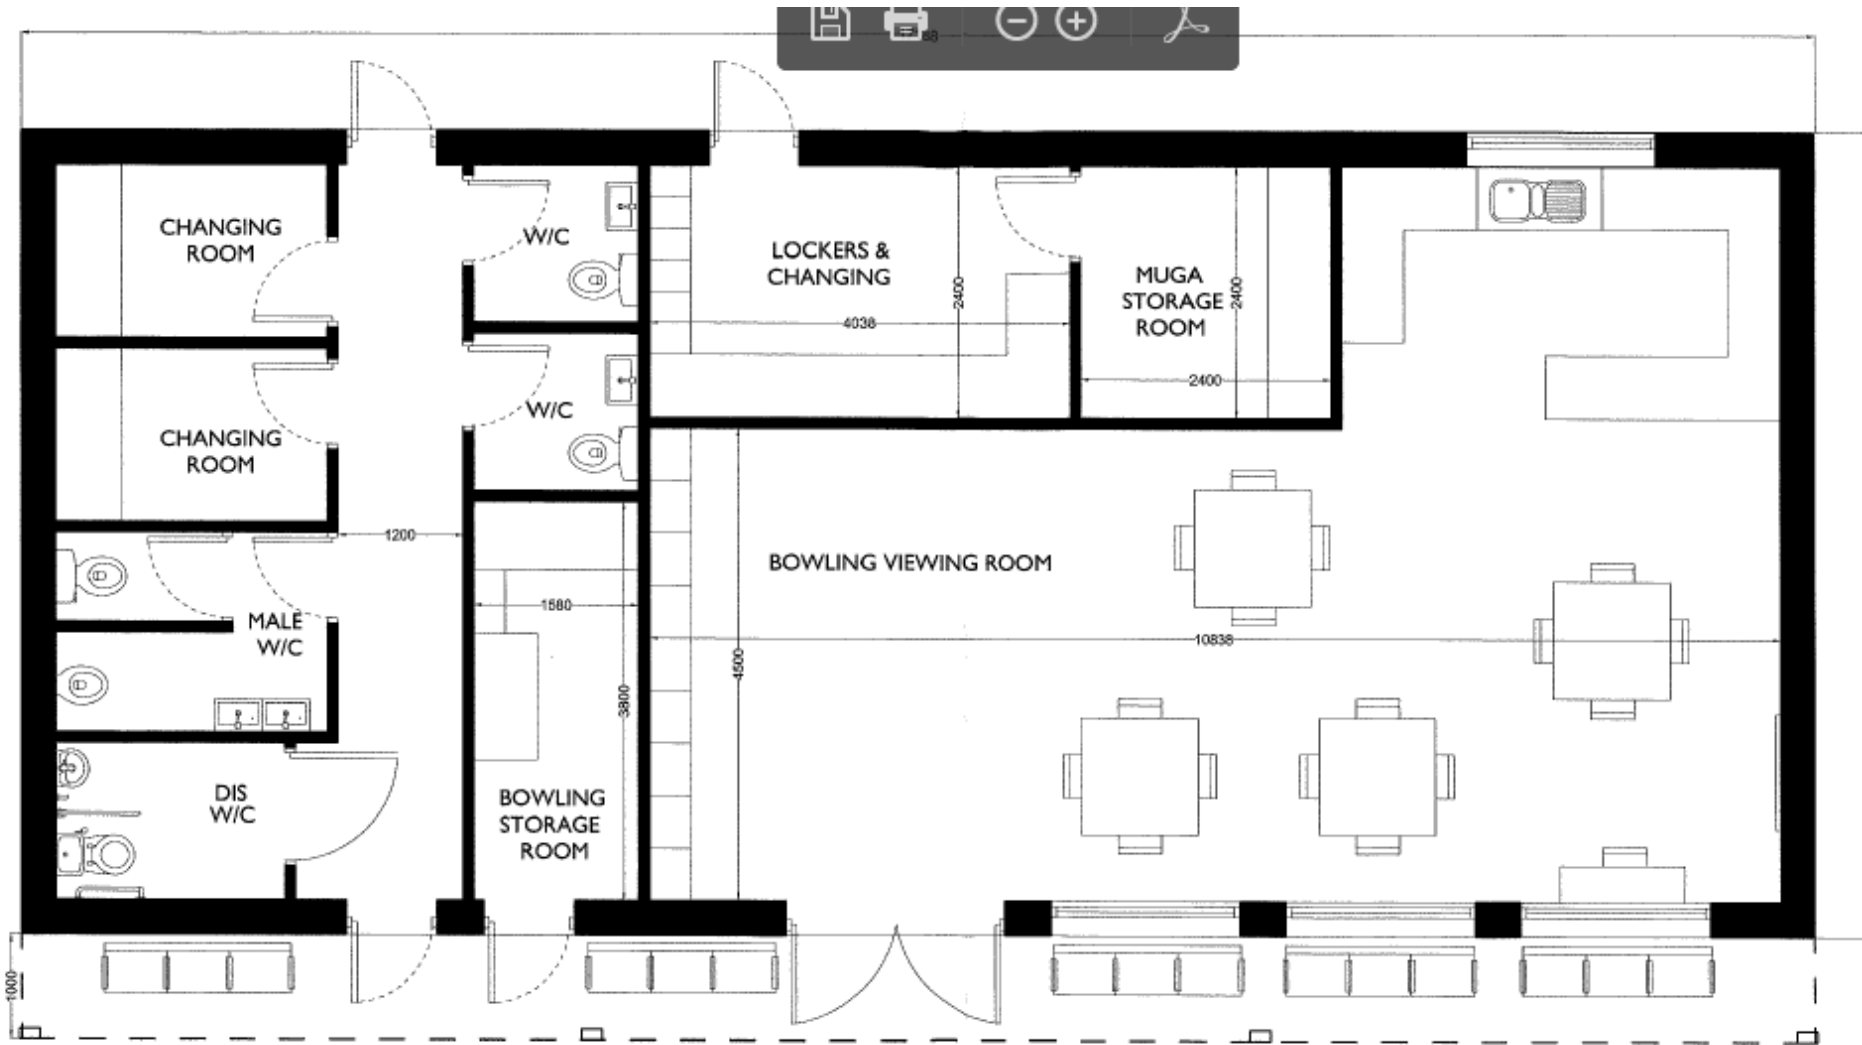 CHANGING
ROOM
W/C
LOCKERS &
CHANGING
2400
4038
MUGA
STORAGE
ROOM
2400
2400
CHANGING
ROOM
W/C
1200
BOWLING VIEWING ROOM
1580
10838
MALE
W/C
4500
3800
DIS
W/C
BOWLING
STORAGE
ROOM
1000